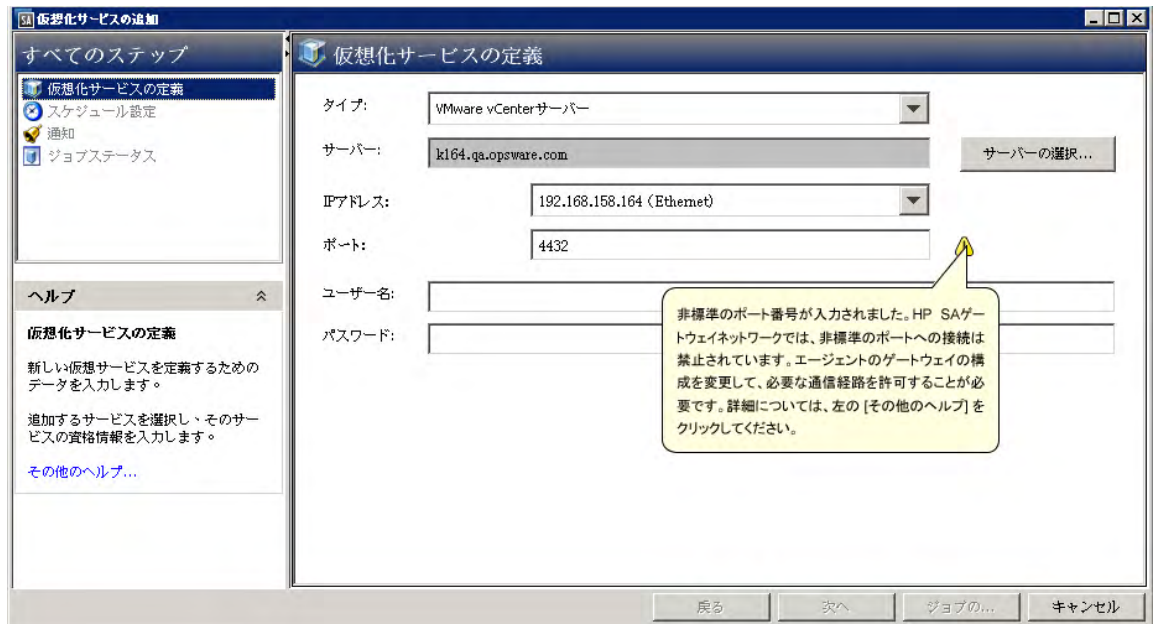 SA 仮想化サービスの追加
すべてのステップ
仮想化サービスの定義
スケジュール設定
通知
ジョブステータス
ヘルプ
仮想化サービスの定義
新しい仮想サービスを定義するための
データを入力します。
追加するサービスを選択し、そのサー
ビスの資格情報を入力します。
その他のヘルプ...
仮想化サービスの定義
タイプ:
VMware vCenterサーバー
サーバー:
k164.qa.opsware.com
サーバーの選択...
IPアドレス:
192.168.158.164 (Ethernet)
ポート:
4432
ユーザー名:
パスワード:
非標準のポート番号が入力されました。HP SAゲー
トウェイネットワークでは、非標準のポートへの接続は
禁止されています。エージェントのゲートウェイの構
成を変更して、必要な通信経路を許可することが必
要です。詳細については、左の [その他のヘルプ] を
クリックしてください。
戻る
次へ
ジョブの...
キャンセル